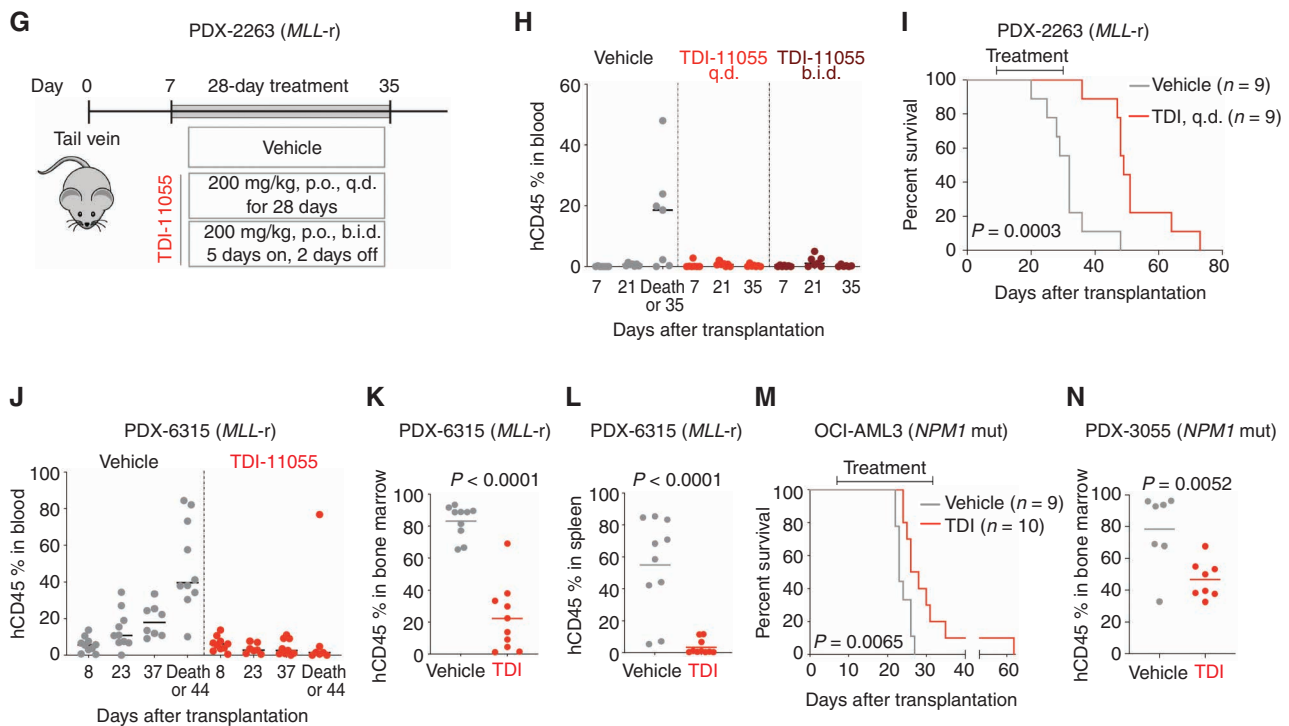 G
PDX-2263 (MLL-r)
Day 0 7 28-day treatment 35
Tail vein
Vehicle
TDI-11055
200 mg/kg, p.o., q.d.
for 28 days
200 mg/kg, p.o., b.i.d.
5 days on, 2 days off
H
Vehicle TDI-11055 q.d. TDI-11055 b.i.d.
hCD45 % in blood
60
40
20
0
7 21 Death or 35 7 21 35 7 21 35
Days after transplantation
I
PDX-2263 (MLL-r)
Treatment
Vehicle (n = 9)
TDI, q.d. (n = 9)
Percent survival
100
80
60
40
20
0
P = 0.0003
0 20 40 60 80
Days after transplantation
J
PDX-6315 (MLL-r)
Vehicle TDI-11055
hCD45 % in blood
100
80
60
40
20
0
8 23 37 Death or 44 8 23 37 Death or 44
Days after transplantation
K
PDX-6315 (MLL-r)
P < 0.0001
hCD45 % in bone marrow
100
80
60
40
20
0
Vehicle TDI
L
PDX-6315 (MLL-r)
P < 0.0001
hCD45 % in spleen
100
80
60
40
20
0
Vehicle TDI
M
OCI-AML3 (NPM1 mut)
Treatment
Vehicle (n = 9)
TDI (n = 10)
Percent survival
100
80
60
40
20
0
P = 0.0065
0 10 20 30 40 60
Days after transplantation
N
PDX-3055 (NPM1 mut)
P = 0.0052
hCD45 % in bone marrow
100
80
60
40
20
0
Vehicle TDI